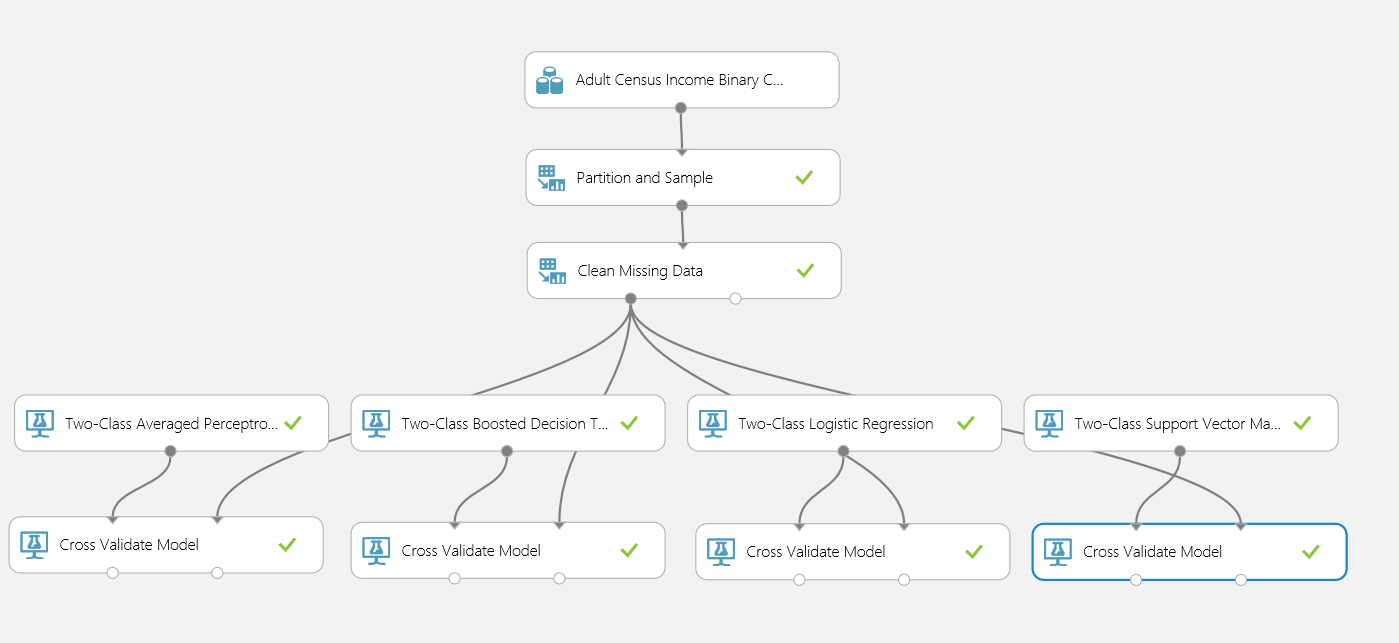 Adult Census Income Binary C...
Partition and Sample
Clean Missing Data
Two-Class Averaged Perceptro...
Two-Class Boosted Decision T...
Two-Class Logistic Regression
Two-Class Support Vector Ma...
Cross Validate Model
Cross Validate Model
Cross Validate Model
Cross Validate Model